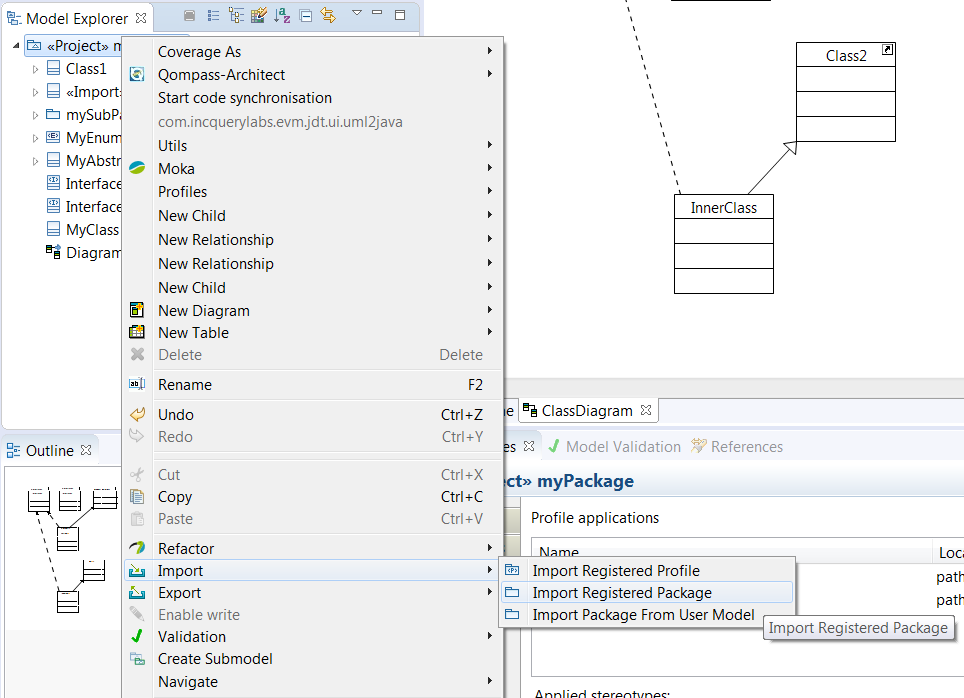 Model Explorer
«Project» m
Class1
«Import»
mySubPa
MyEnum
MyAbstr
Interface
Interface
MyClass
Diagram
Coverage As
Qompass-Architect
Start code synchronisation
com.incquerylabs.evm.jdt.ui.uml2java
Utils
Moka
Profiles
New Child
New Relationship
New Relationship
New Child
New Diagram
New Table
Delete Delete
Rename F2
Undo Ctrl+Z
Redo Ctrl+Y
Cut Ctrl+X
Copy Ctrl+C
Paste Ctrl+V
Refactor
Import
Export
Enable write
Validation
Create Submodel
Navigate
Import Registered Profile
Import Registered Package
Import Package From User Model
Import Registered Package
Class2
InnerClass
Outline
e ClassDiagram
es Model Validation References
ct» myPackage
Profile applications
Name Loca
path
path
Applied stereotypes: